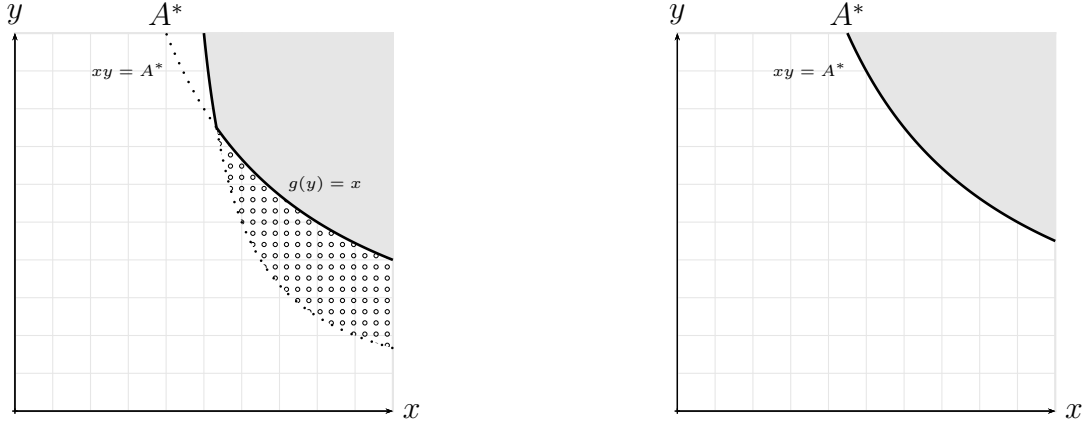 y
A*
xy = A*
g(y) = x
x
y
A*
xy = A*
x